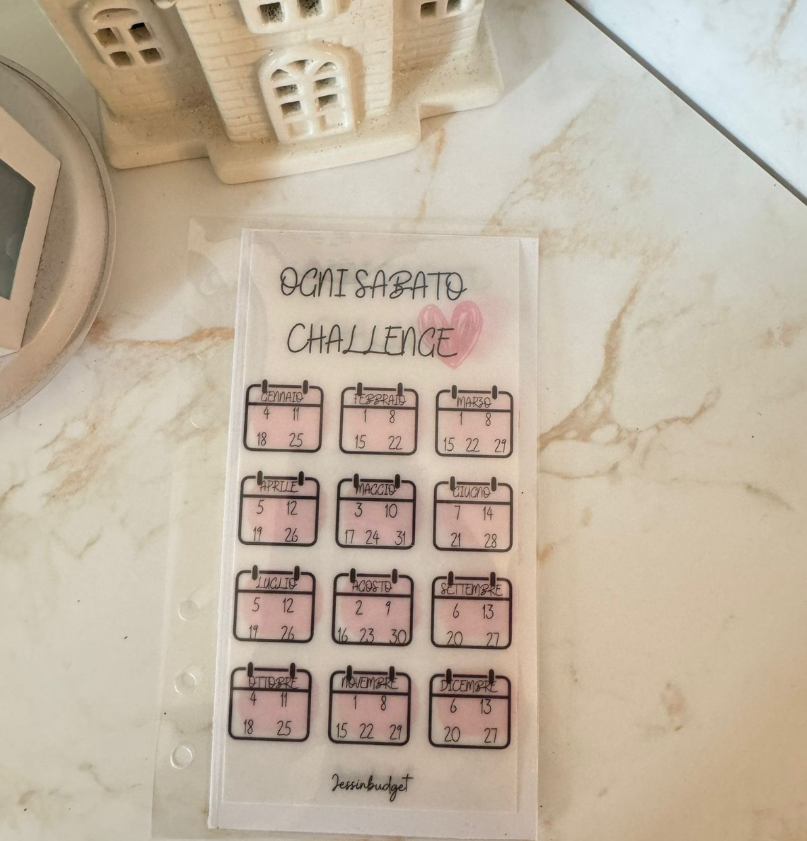 OGNI SABATO
CHALLENGE
GENNAIO
4 11
18 25
FEBBRAIO
1 8
15 22
MARZO
1 8
15 22 29
APRILE
5 12
19 26
MAGGIO
3 10
17 24 31
GIUGNO
7 14
21 28
LUGLIO
5 12
19 26
AGOSTO
2 9
16 23 30
SETTEMBRE
6 13
20 27
OTTOBRE
4 11
18 25
NOVEMBRE
1 8
15 22 29
DICEMBRE
6 13
20 27
Jessinbudget